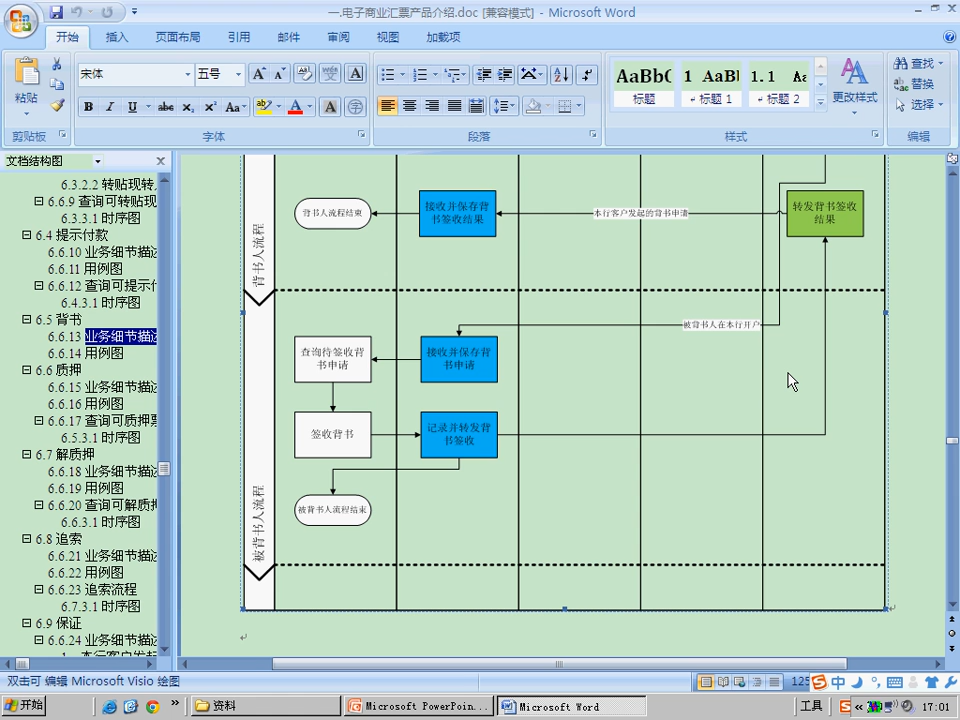 一.电子商业汇票产品介绍.doc [兼容模式] - Microsoft Word
开始 插入 页面布局 引用 邮件 审阅 视图 加载项
粘贴
宋体 五号
AaBbC 1 AaBl 1.1 Aa
标题 标题 1 标题 2
更改样式
查找
替换
选择
剪贴板 字体 段落 样式 编辑
文档结构图
6.3.2.2 转贴现转
6.6.9 查询可转贴现
6.3.3.1 时序图
6.4 提示付款
6.6.10 业务细节描述
6.6.11 用例图
6.6.12 查询可提示付
6.4.3.1 时序图
6.5 背书
6.6.13 业务细节描述
6.6.14 用例图
6.6 质押
6.6.15 业务细节描述
6.6.16 用例图
6.6.17 查询可质押票
6.5.3.1 时序图
6.7 解质押
6.6.18 业务细节描述
6.6.19 用例图
6.6.20 查询可解质押
6.6.3.1 时序图
6.8 追索
6.6.21 业务细节描述
6.6.22 用例图
6.6.23 追索流程
6.7.3.1 时序图
6.9 保证
6.6.24 业务细节描述
背书人流程
背书人流程结束
接收并保存背
书签收结果
本行客户发起的背书申请
转发背书签收
结果
被背书人在本行开户
查询待签收背
书申请
接收并保存背
书申请
签收背书
记录并转发背
书签收
被背书人流程
被背书人流程结束
双击可 编辑 Microsoft Visio 绘图
125
中
开始 资料 Microsoft PowerPoin... Microsoft Word 工具 17:01